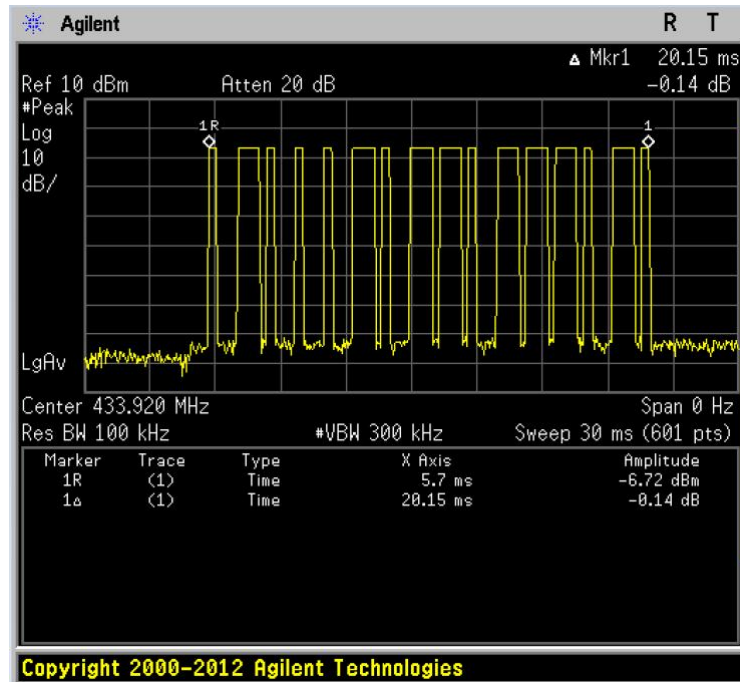 Agilent R T
Δ Mkr1 20.15 ms
Ref 10 dBm Atten 20 dB -0.14 dB
#Peak
Log
10
dB/
1R 1
LgAv
Center 433.920 MHz Span 0 Hz
Res BW 100 kHz #VBW 300 kHz Sweep 30 ms (601 pts)
Marker Trace Type X Axis Amplitude
1R (1) Time 5.7 ms -6.72 dBm
1Δ (1) Time 20.15 ms -0.14 dB
Copyright 2000-2012 Agilent Technologies